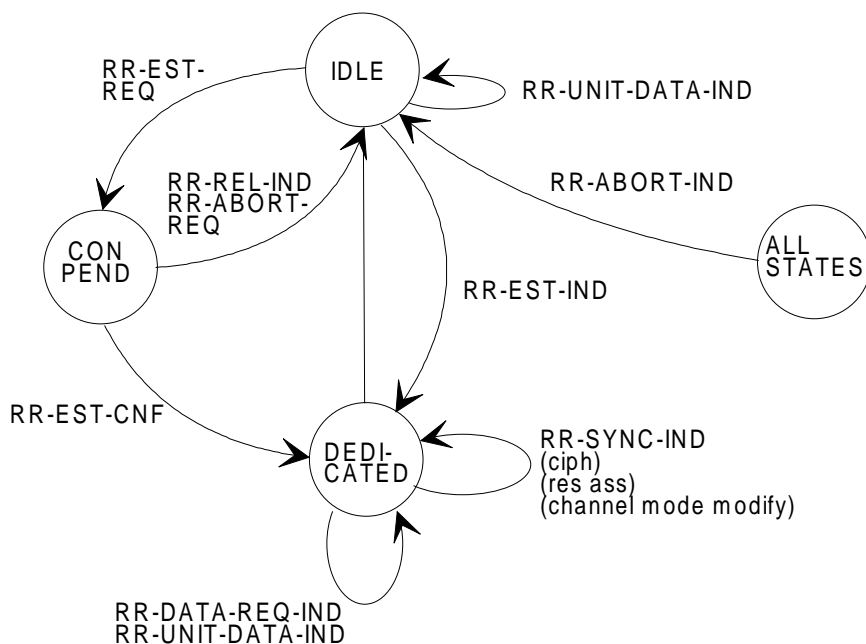 IDLE
RR-EST-
REQ
RR-UNIT-DATA-IND
RR-REL-IND
RR-ABORT-
REQ
RR-ABORT-IND
CON
PEND
ALL
STATES
RR-EST-IND
RR-EST-CNF
DEDI-
CATED
RR-SYNC-IND
(ciph)
(res ass)
(channel mode modify)
RR-DATA-REQ-IND
RR-UNIT-DATA-IND